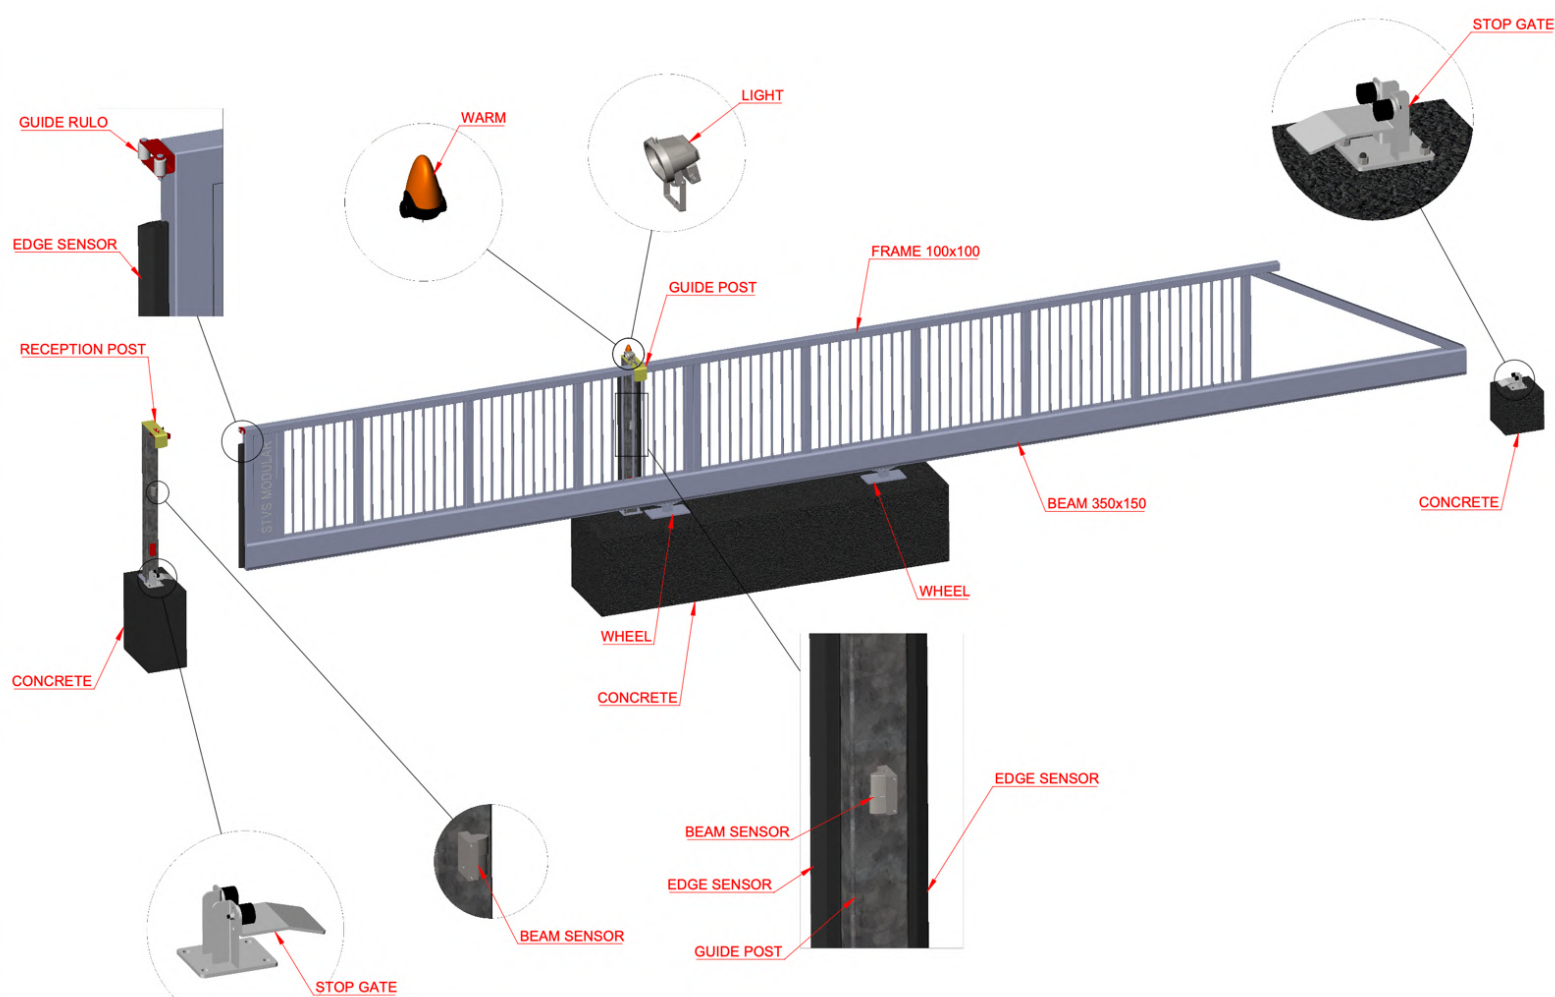 STOP GATE
LIGHT
WARM
GUIDE RULO
EDGE SENSOR
FRAME 100x100
GUIDE POST
RECEPTION POST
STVS MODULAR
BEAM 350x150
CONCRETE
WHEEL
WHEEL
CONCRETE
CONCRETE
EDGE SENSOR
BEAM SENSOR
EDGE SENSOR
BEAM SENSOR
GUIDE POST
STOP GATE